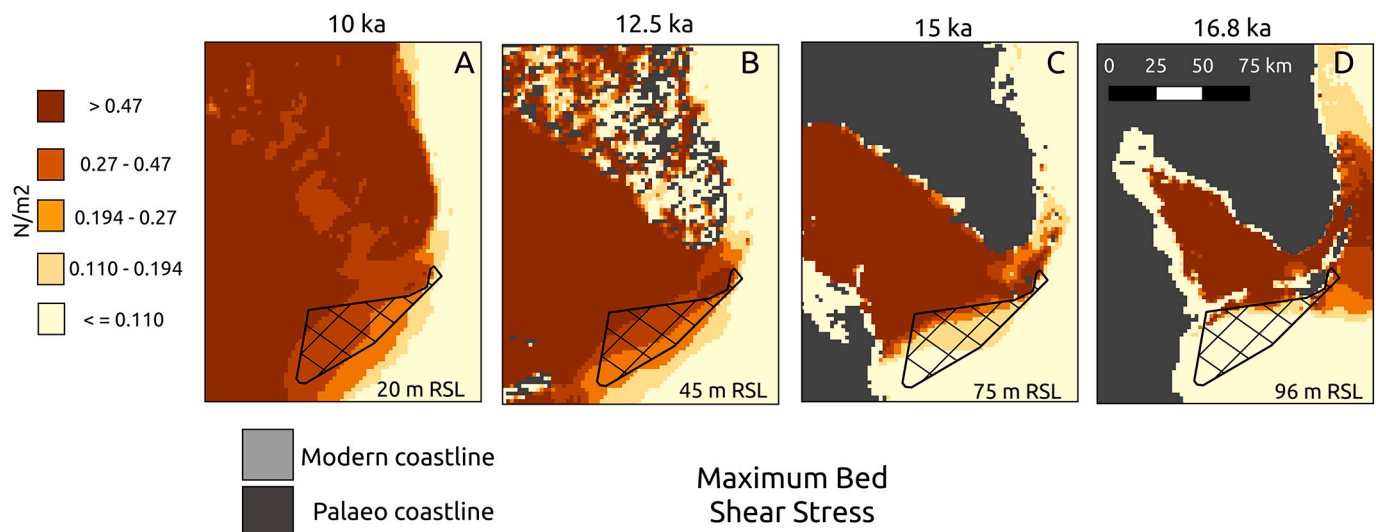 10 ka
12.5 ka
15 ka
16.8 ka
A
B
C
D
0 25 50 75 km
N/m2
> 0.47
0.27 - 0.47
0.194 - 0.27
0.110 - 0.194
< = 0.110
20 m RSL
45 m RSL
75 m RSL
96 m RSL
Modern coastline
Palaeo coastline
Maximum Bed
Shear Stress